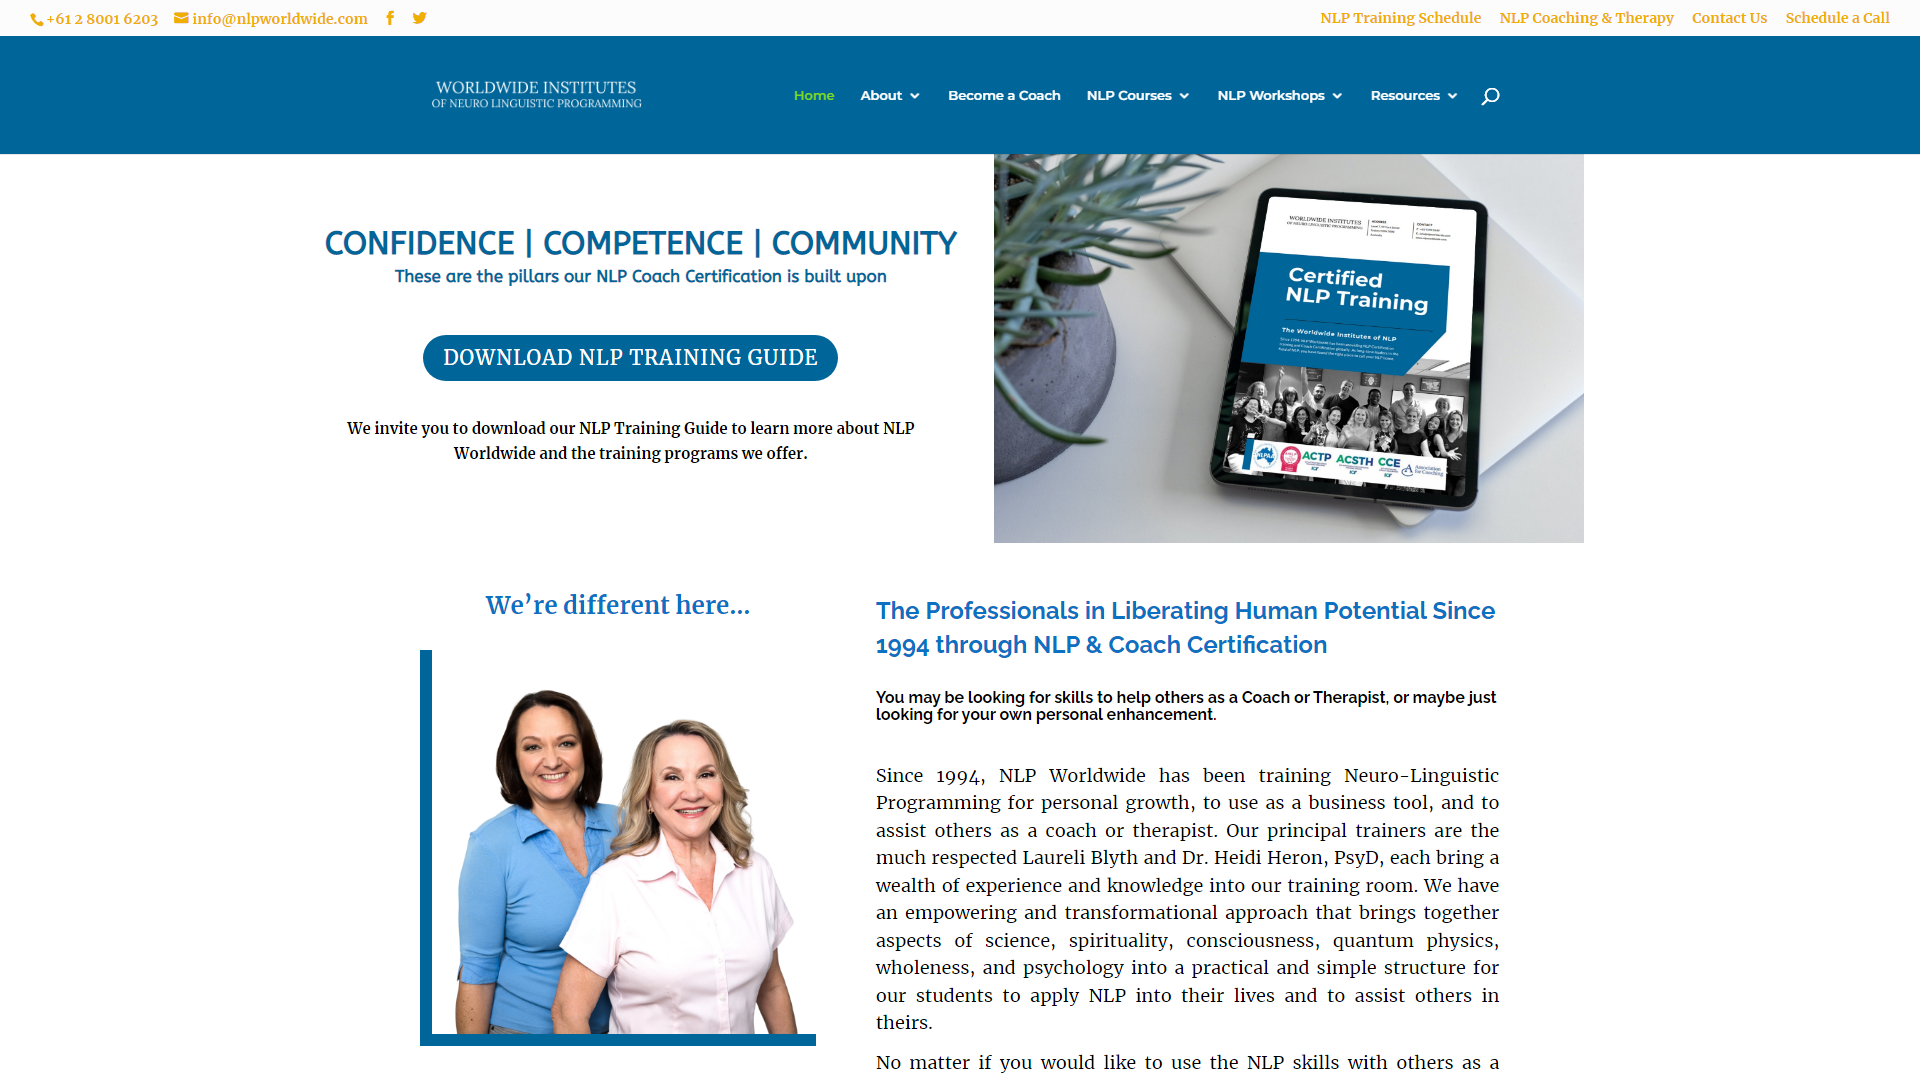 +61 2 8001 6203 info@nlpworldwide.com NLP Training Schedule NLP Coaching & Therapy Contact Us Schedule a Call
WORLDWIDE INSTITUTES
OF NEURO LINGUISTIC PROGRAMMING
Home About Become a Coach NLP Courses NLP Workshops Resources
CONFIDENCE | COMPETENCE | COMMUNITY
These are the pillars our NLP Coach Certification is built upon
DOWNLOAD NLP TRAINING GUIDE
We invite you to download our NLP Training Guide to learn more about NLP
Worldwide and the training programs we offer.
WORLDWIDE INSTITUTES
OF NEURO LINGUISTIC PROGRAMMING
ADDRESS
CONTACT
Certified
NLP Training
The Worldwide Institutes of NLP
NLPAA
ACTP
ACSTH
CCE
Association
for Coaching
We’re different here…
The Professionals in Liberating Human Potential Since
1994 through NLP & Coach Certification
You may be looking for skills to help others as a Coach or Therapist, or maybe just
looking for your own personal enhancement.
Since 1994, NLP Worldwide has been training Neuro-Linguistic
Programming for personal growth, to use as a business tool, and to
assist others as a coach or therapist. Our principal trainers are the
much respected Laureli Blyth and Dr. Heidi Heron, PsyD, each bring a
wealth of experience and knowledge into our training room. We have
an empowering and transformational approach that brings together
aspects of science, spirituality, consciousness, quantum physics,
wholeness, and psychology into a practical and simple structure for
our students to apply NLP into their lives and to assist others in
theirs.
No matter if you would like to use the NLP skills with others as a